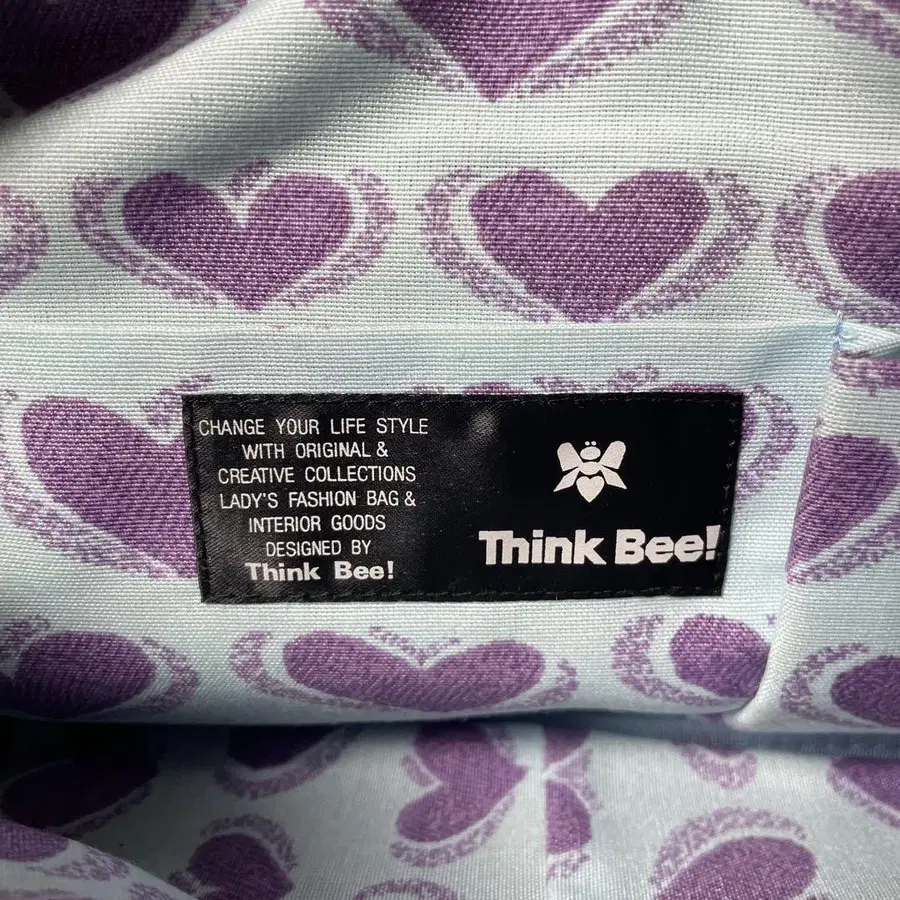 CHANGE YOUR LIFE STYLE
WITH ORIGINAL &
CREATIVE COLLECTIONS
LADY'S FASHION BAG &
INTERIOR GOODS
DESIGNED BY
Think Bee!
Think Bee!